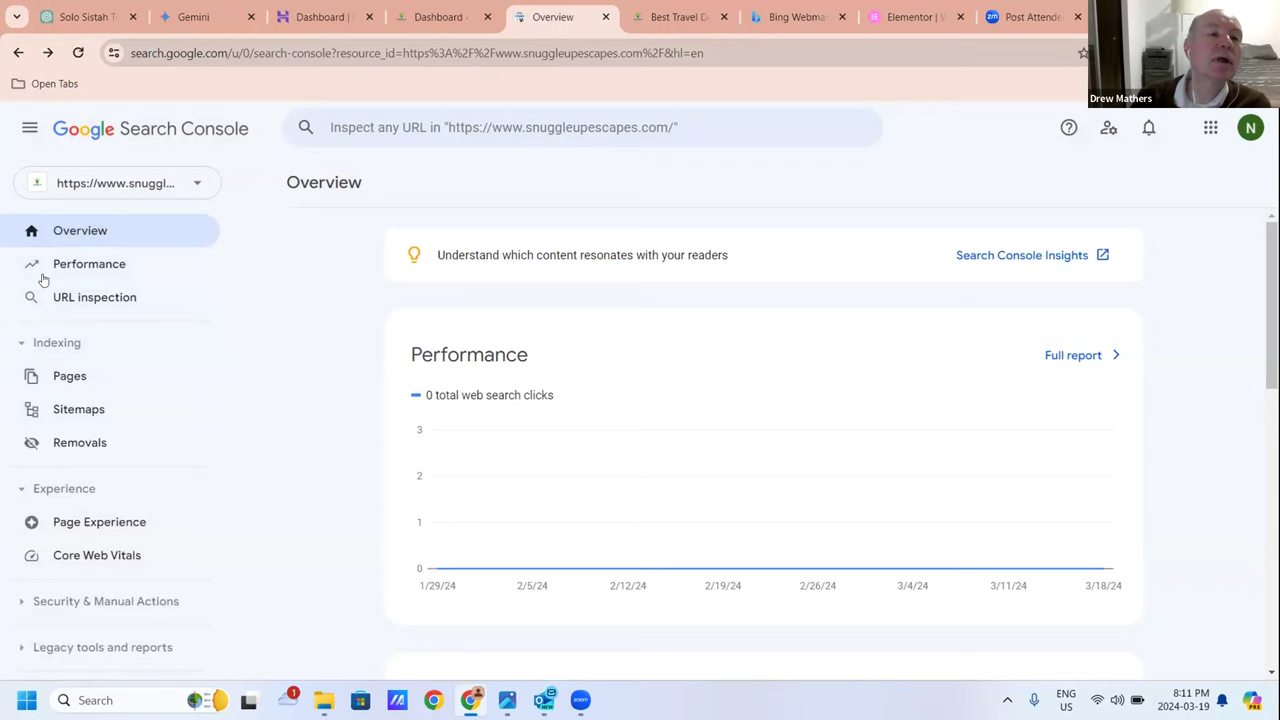 Solo Sistah T
Gemini
Dashboard |
Dashboard
Overview
Best Travel D
Bing Webma
Elementor | W
Post Attende
search.google.com/u/0/search-console?resource_id=https%3A%2F%2Fwww.snuggleupescapes.com%2F&hl=en
Open Tabs
Drew Mathers
Google Search Console
Inspect any URL in "https://www.snuggleupescapes.com/"
N
https://www.snuggl...
Overview
Overview
Performance
URL inspection
Indexing
Pages
Sitemaps
Removals
Experience
Page Experience
Core Web Vitals
Security & Manual Actions
Legacy tools and reports
Understand which content resonates with your readers
Search Console Insights
Performance
Full report
0 total web search clicks
3
2
1
0
1/29/24 2/5/24 2/12/24 2/19/24 2/26/24 3/4/24 3/11/24 3/18/24
Search
1
zoom
ENG
US
8:11 PM
2024-03-19
PRE